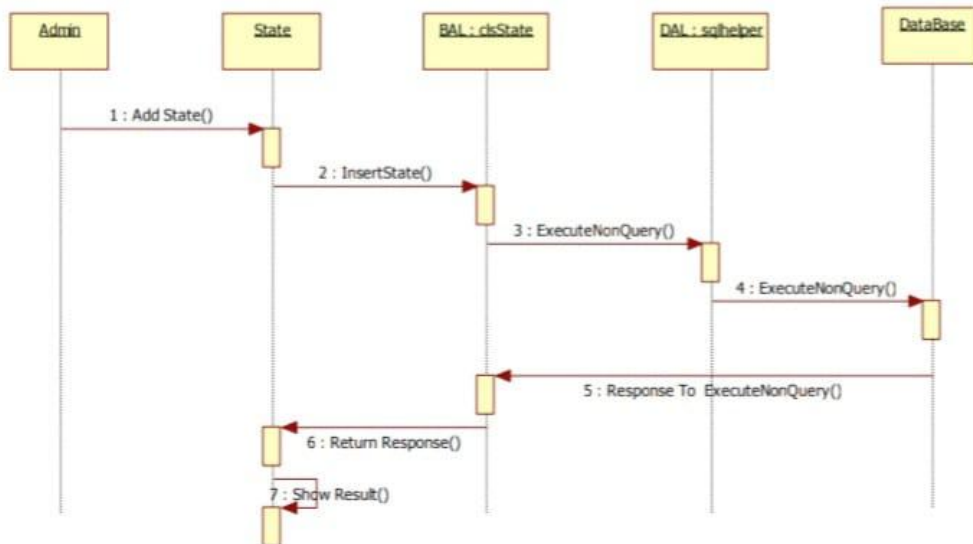 Admin
State
BAL : clsState
DAL : sqlhelper
DataBase
1 : Add State()
2 : InsertState()
3 : ExecuteNonQuery()
4 : ExecuteNonQuery()
5 : Response To ExecuteNonQuery()
6 : Return Response()
7 : Show Result()